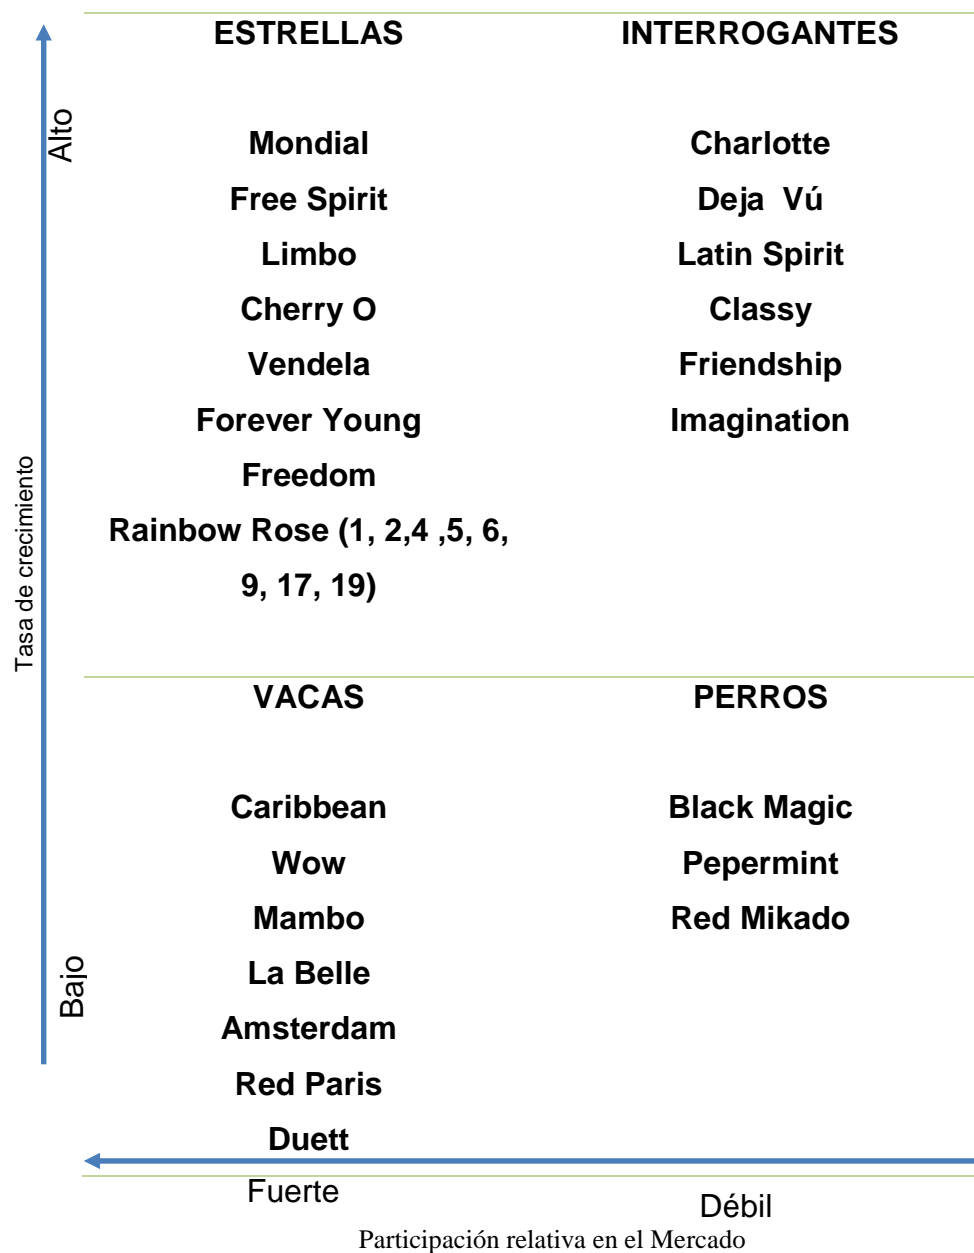 ESTRELLAS
INTERROGANTES
Alto
Mondial
Charlotte
Free Spirit
Deja  Vú
Limbo
Latin Spirit
Cherry O
Classy
Vendela
Friendship
Forever Young
Imagination
Freedom
Rainbow Rose (1, 2,4 ,5, 6,
9, 17, 19)
Tasa de crecimiento
VACAS
PERROS
Caribbean
Black Magic
Wow
Pepermint
Mambo
Red Mikado
La Belle
Bajo
Amsterdam
Red Paris
Duett
Fuerte
Débil
Participación relativa en el Mercado